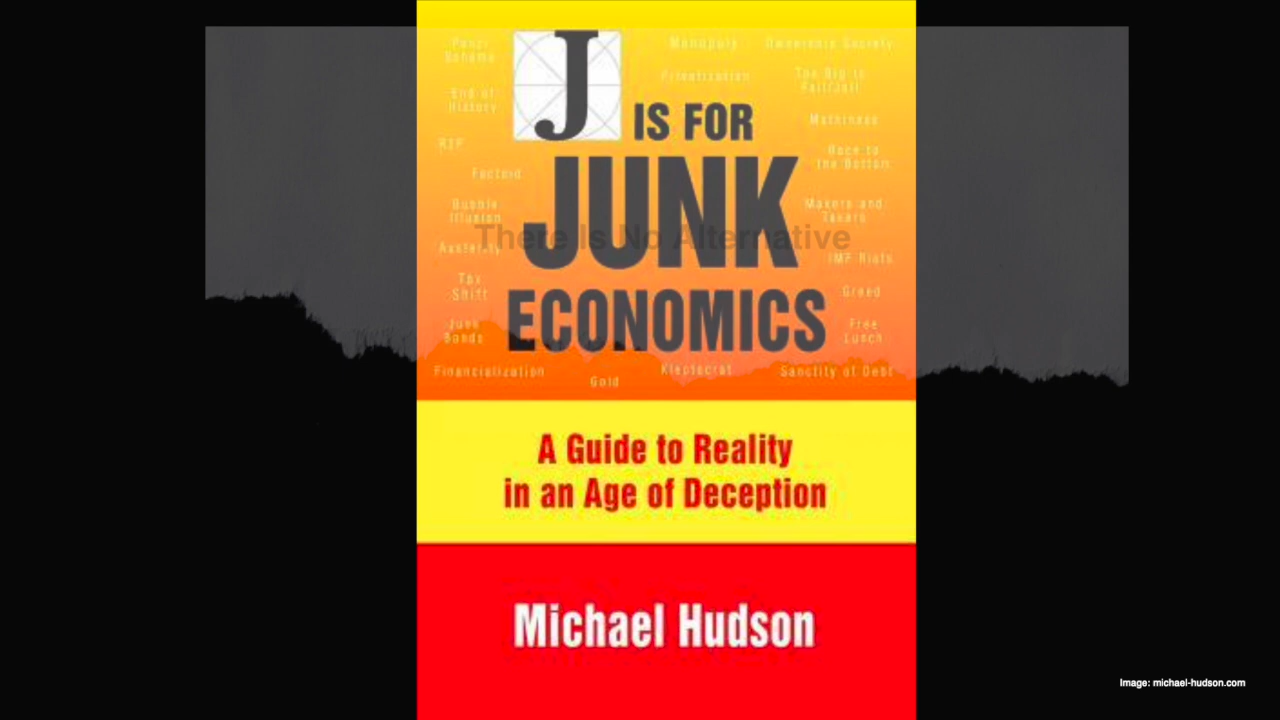 J
IS FOR
JUNK
ECONOMICS
There Is No Alternative
Ponzi
Scheme
End of
History
RIP
Factoid
Bubble
Illusion
Austerity
Tax
Shift
Junk
Bonds
Financialization
Gold
Kleptocrat
Monopoly
Privatization
Ownership Society
Too Big to
Race to
the Bottom
Makers and
Takers
IMF Riots
Greed
Free
Lunch
Sanctity of Debt
A Guide to Reality
in an Age of Deception
Michael Hudson
Image: michael-hudson.com